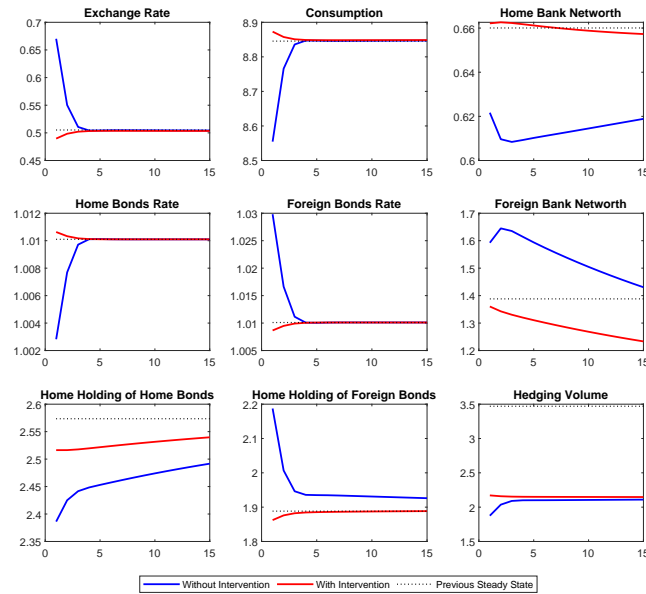 Exchange Rate
Consumption
Home Bank Networth
0.7
0.65
0.6
0.55
0.5
0.45
0 5 10 15
8.9
8.8
8.7
8.6
8.5
0 5 10 15
0.66
0.64
0.62
0.6
0 5 10 15
Home Bonds Rate
Foreign Bonds Rate
Foreign Bank Networth
1.012
1.01
1.008
1.006
1.004
1.002
0 5 10 15
1.03
1.025
1.02
1.015
1.01
1.005
0 5 10 15
1.7
1.6
1.5
1.4
1.3
1.2
0 5 10 15
Home Holding of Home Bonds
Home Holding of Foreign Bonds
Hedging Volume
2.6
2.55
2.5
2.45
2.4
2.35
0 5 10 15
2.2
2.1
2
1.9
1.8
0 5 10 15
3.5
3
2.5
2
1.5
0 5 10 15
Without Intervention With Intervention Previous Steady State